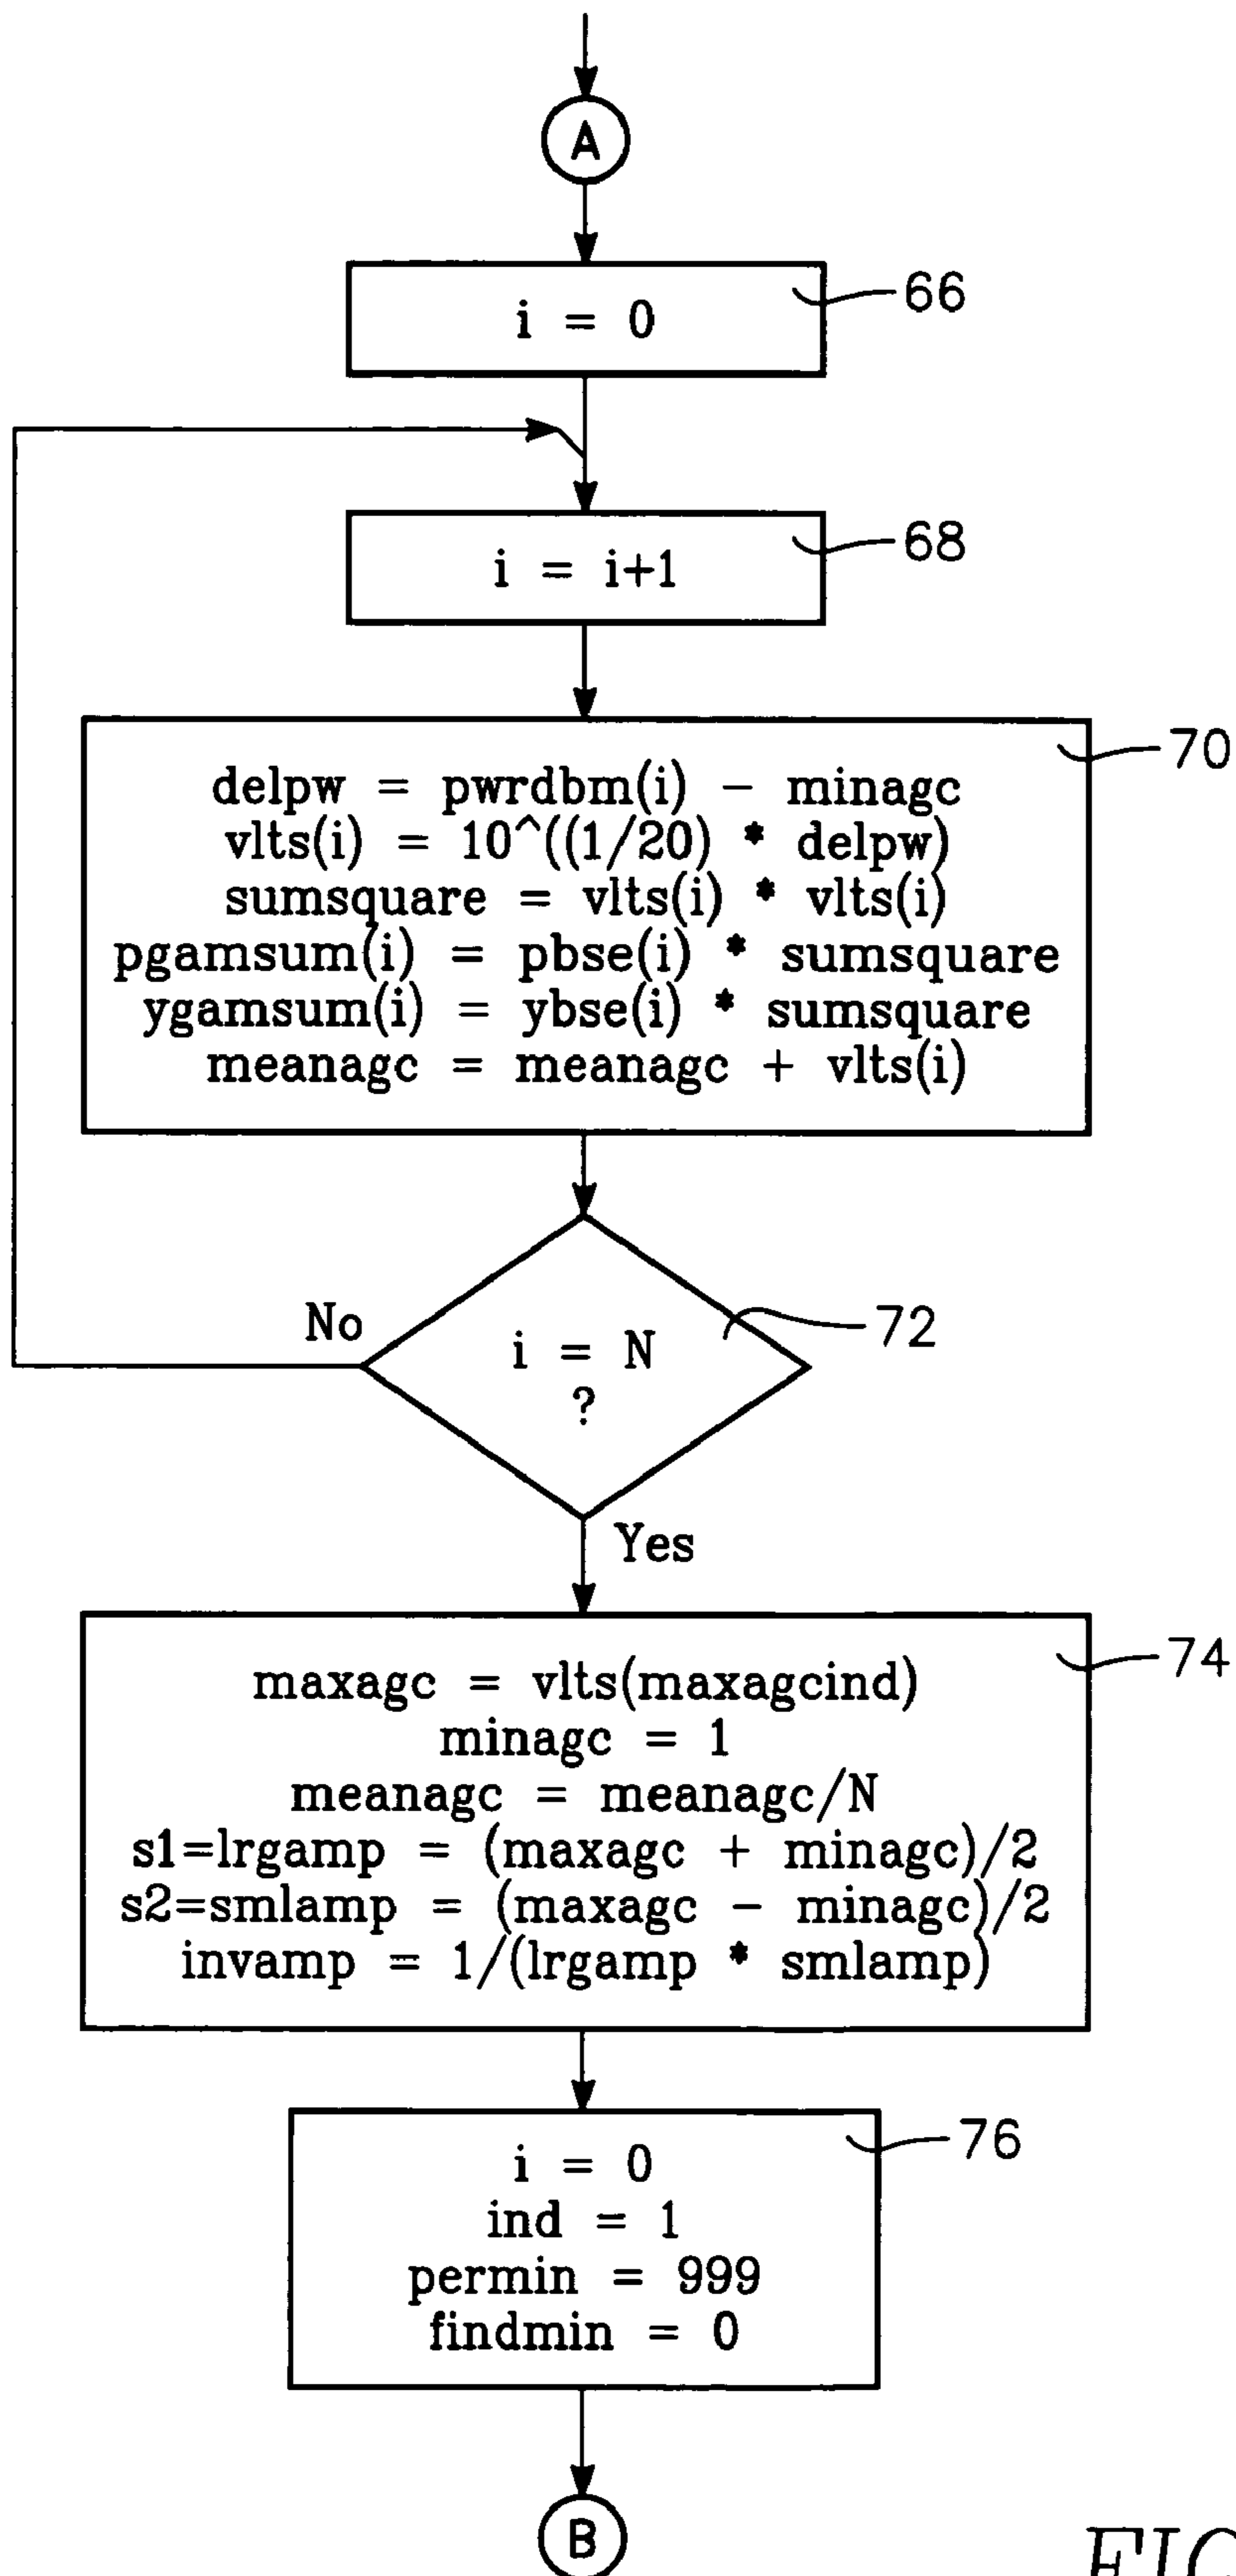 A
i = 0
66
i = i+1
68
70
delpw = pwrdbm(i) - minagc
vlts(i) = 10^((1/20) * delpw)
sumsquare = vlts(i) * vlts(i)
pgamsum(i) = pbse(i) * sumsquare
ygamsum(i) = ybse(i) * sumsquare
meanagc = meanagc + vlts(i)
No
i = N
?
72
Yes
74
maxagc = vlts(maxagcind)
minagc = 1
meanagc = meanagc/N
s1=lrgamp = (maxagc + minagc)/2
s2=smlamp = (maxagc - minagc)/2
invamp = 1/(lrgamp * smlamp)
76
i = 0
ind = 1
permin = 999
findmin = 0
B